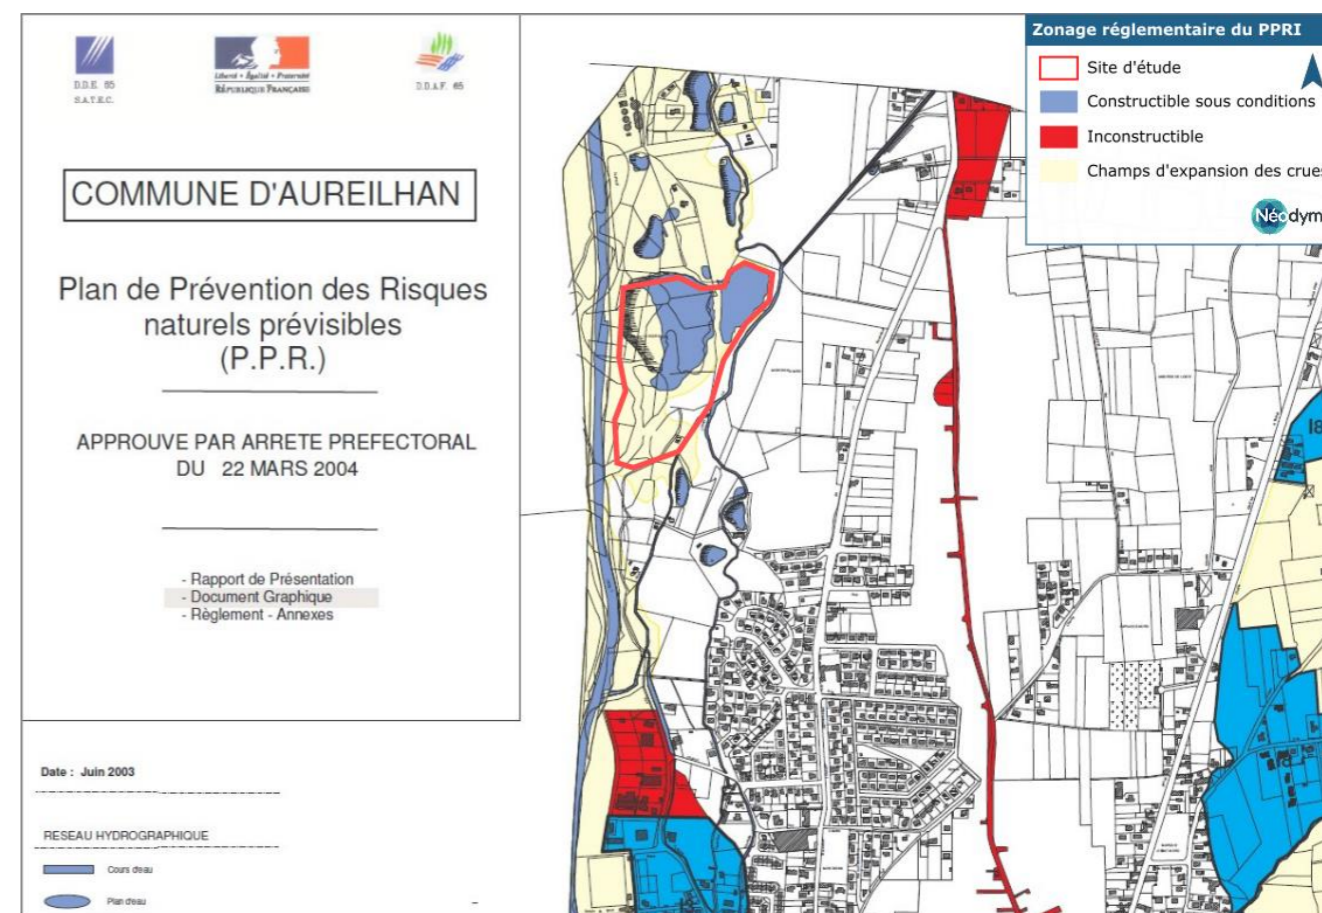 D.D.E. 65
S.A.T.E.C.
Liberté • Égalité • Fraternité
RÉPUBLIQUE FRANÇAISE
D.D.A.F. 65
COMMUNE D'AUREILHAN
Plan de Prévention des Risques
naturels prévisibles
(P.P.R.)
APPROUVE PAR ARRETE PREFECTORAL
DU 22 MARS 2004
- Rapport de Présentation
- Document Graphique
- Règlement - Annexes
Date : Juin 2003
RESEAU HYDROGRAPHIQUE
Cours d'eau
Plan d'eau
Zonage réglementaire du PPRI
Site d'étude
Constructible sous conditions
Inconstructible
Champs d'expansion des crues
Néodym
I8